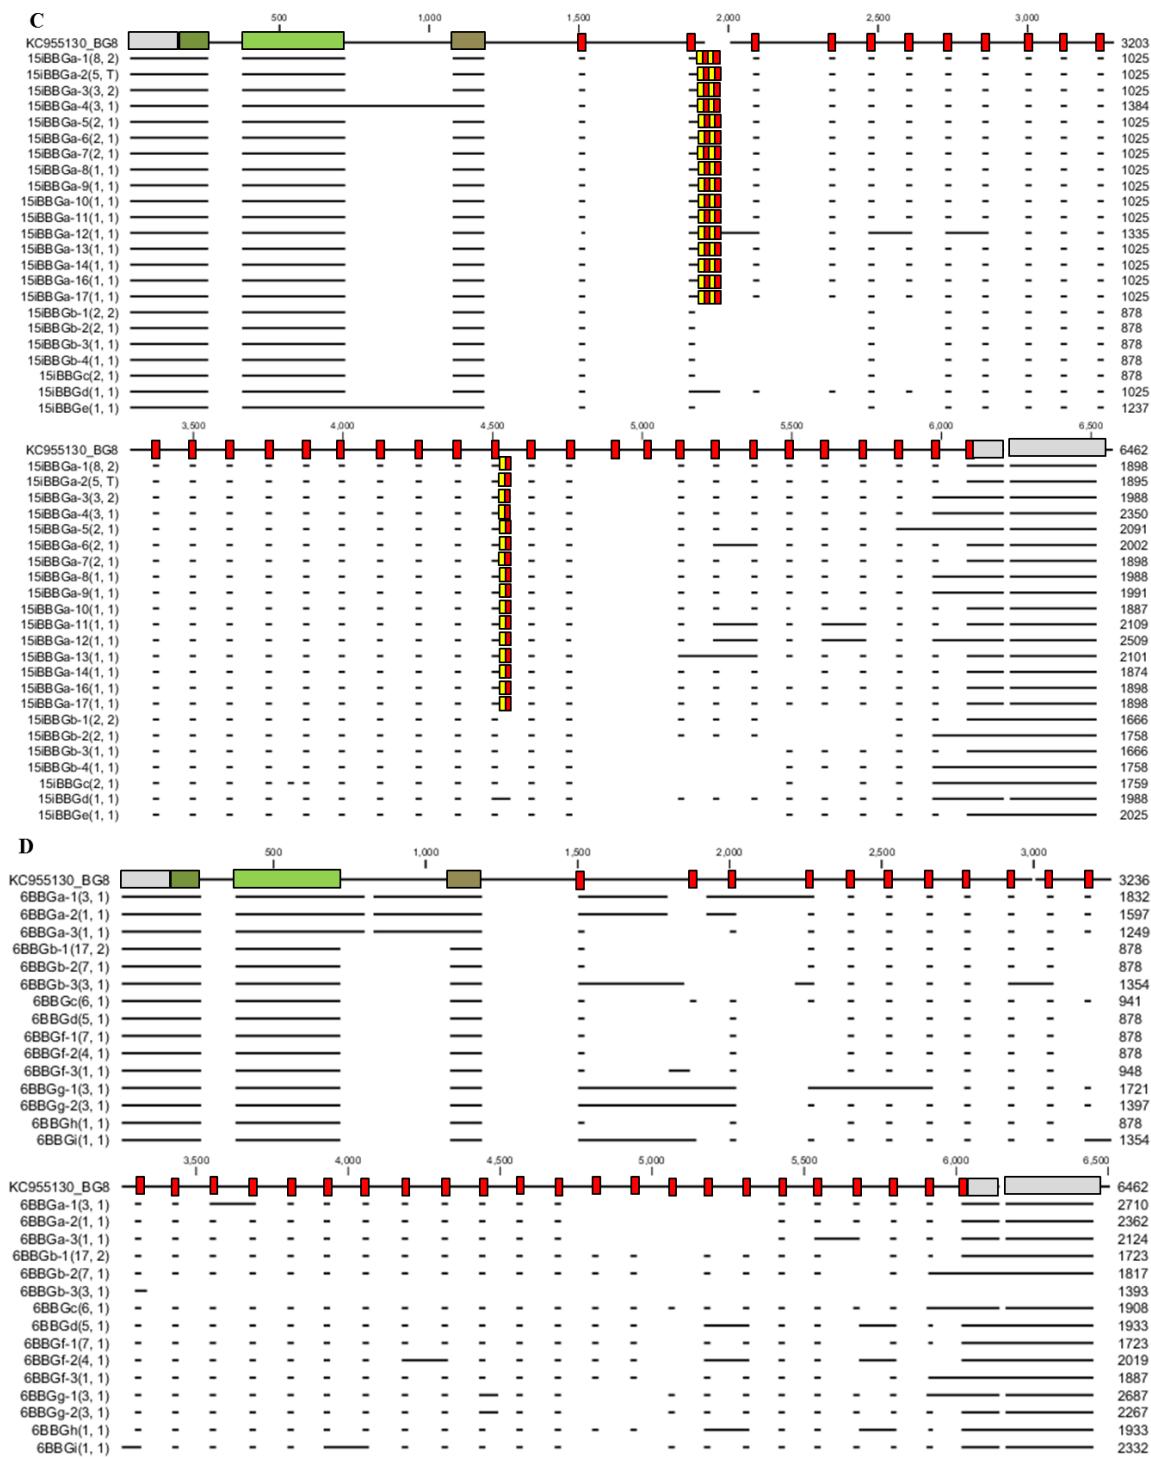 C
500 1,000 1,500 2,000 2,500 3,000
KC955130_BG8 3203
15iBBGa-1(8, 2) 1025
15iBBGa-2(5, T) 1025
15iBBGa-3(3, 2) 1025
15iBBGa-4(3, 1) 1384
15iBBGa-5(2, 1) 1025
15iBBGa-6(2, 1) 1025
15iBBGa-7(2, 1) 1025
15iBBGa-8(1, 1) 1025
15iBBGa-9(1, 1) 1025
15iBBGa-10(1, 1) 1025
15iBBGa-11(1, 1) 1025
15iBBGa-12(1, 1) 1335
15iBBGa-13(1, 1) 1025
15iBBGa-14(1, 1) 1025
15iBBGa-16(1, 1) 1025
15iBBGa-17(1, 1) 1025
15iBBGb-1(2, 2) 878
15iBBGb-2(2, 1) 878
15iBBGb-3(1, 1) 878
15iBBGb-4(1, 1) 878
15iBBGc(2, 1) 878
15iBBGd(1, 1) 1025
15iBBGe(1, 1) 1237
3,500 4,000 4,500 5,000 5,500 6,000 6,500
KC955130_BG8 6462
15iBBGa-1(8, 2) 1898
15iBBGa-2(5, T) 1895
15iBBGa-3(3, 2) 1988
15iBBGa-4(3, 1) 2350
15iBBGa-5(2, 1) 2091
15iBBGa-6(2, 1) 2002
15iBBGa-7(2, 1) 1898
15iBBGa-8(1, 1) 1988
15iBBGa-9(1, 1) 1991
15iBBGa-10(1, 1) 1887
15iBBGa-11(1, 1) 2109
15iBBGa-12(1, 1) 2509
15iBBGa-13(1, 1) 2101
15iBBGa-14(1, 1) 1874
15iBBGa-16(1, 1) 1898
15iBBGa-17(1, 1) 1898
15iBBGb-1(2, 2) 1666
15iBBGb-2(2, 1) 1758
15iBBGb-3(1, 1) 1666
15iBBGb-4(1, 1) 1758
15iBBGc(2, 1) 1759
15iBBGd(1, 1) 1988
15iBBGe(1, 1) 2025
D
500 1,000 1,500 2,000 2,500 3,000
KC955130_BG8 3236
6BBGa-1(3, 1) 1832
6BBGa-2(1, 1) 1597
6BBGa-3(1, 1) 1249
6BBGb-1(17, 2) 878
6BBGb-2(7, 1) 878
6BBGb-3(3, 1) 1354
6BBGc(6, 1) 941
6BBGd(5, 1) 878
6BBGf-1(7, 1) 878
6BBGf-2(4, 1) 878
6BBGf-3(1, 1) 948
6BBGg-1(3, 1) 1721
6BBGg-2(3, 1) 1397
6BBGh(1, 1) 878
6BBGi(1, 1) 1354
3,500 4,000 4,500 5,000 5,500 6,000 6,500
KC955130_BG8 6462
6BBGa-1(3, 1) 2710
6BBGa-2(1, 1) 2362
6BBGa-3(1, 1) 2124
6BBGb-1(17, 2) 1723
6BBGb-2(7, 1) 1817
6BBGb-3(3, 1) 1393
6BBGc(6, 1) 1908
6BBGd(5, 1) 1933
6BBGf-1(7, 1) 1723
6BBGf-2(4, 1) 2019
6BBGf-3(1, 1) 1887
6BBGg-1(3, 1) 2687
6BBGg-2(3, 1) 2267
6BBGh(1, 1) 1933
6BBGi(1, 1) 2332